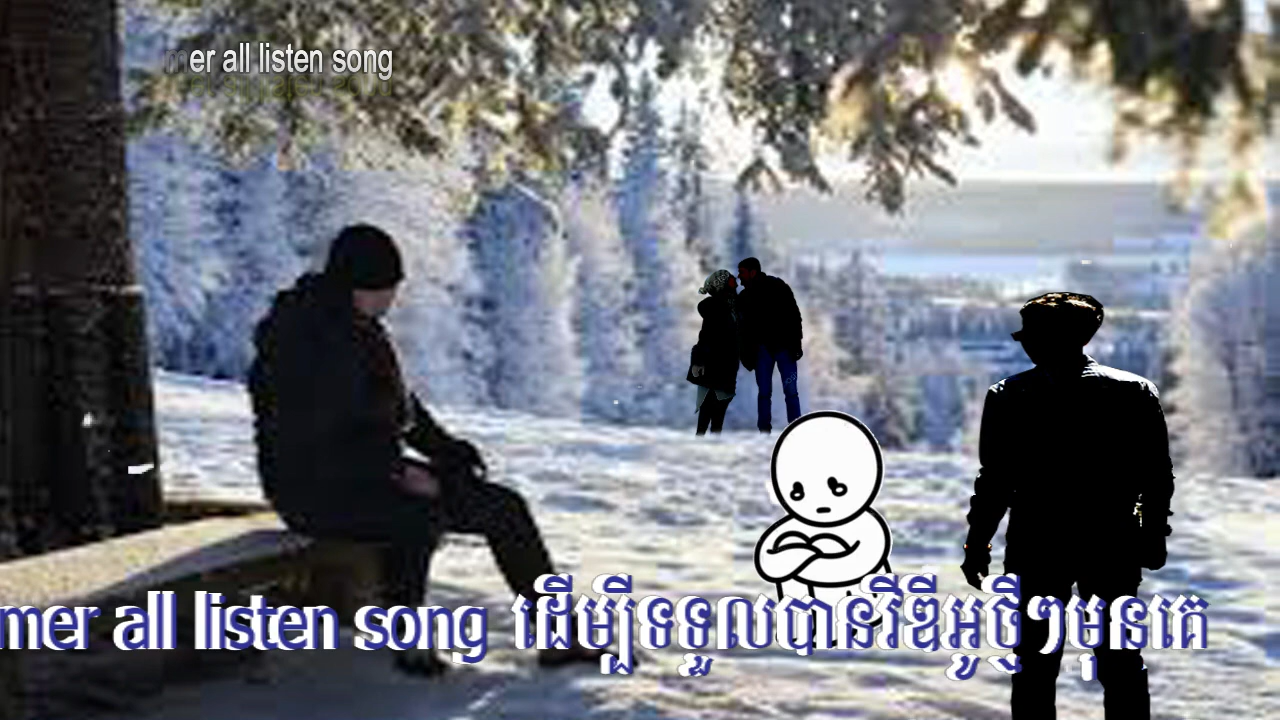 mer all listen song
mer all listen song ដើម្បីទទួលបានវីឌីអូថ្មីៗមុនគេ